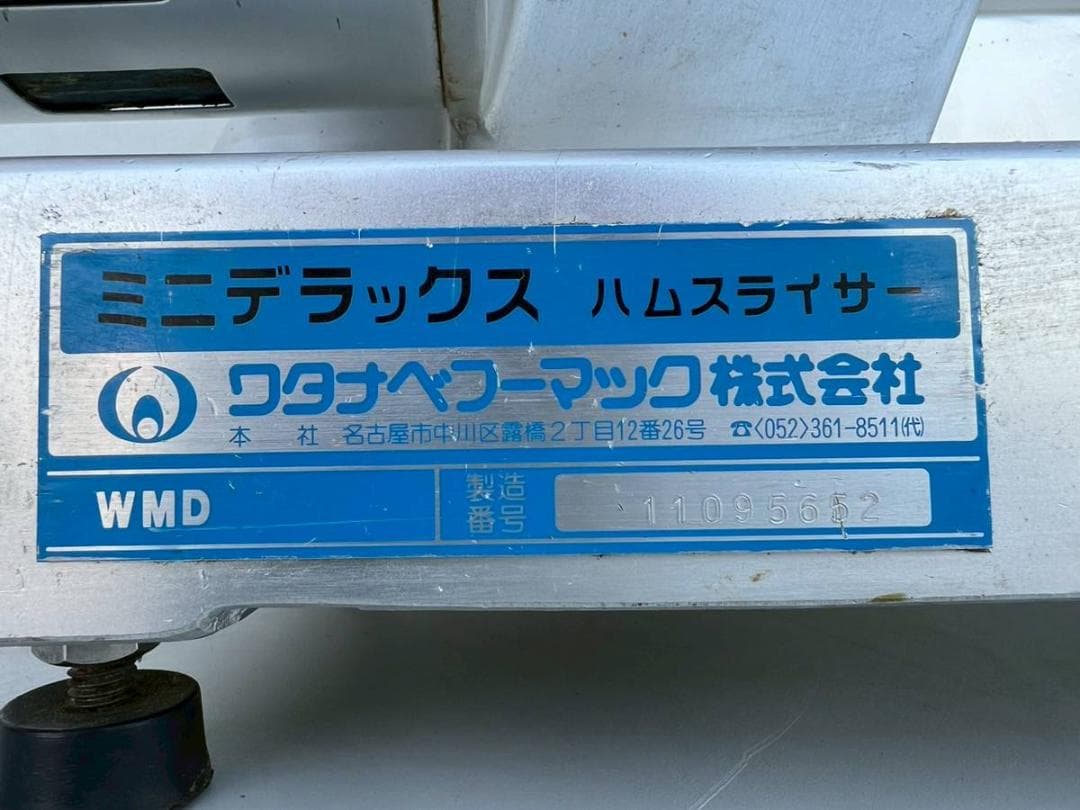 ミニデラックス ハムスライサー
ワタナベフーマック株式会社
本 社 名古屋市中川区露橋2丁目12番26号 ☎〈052〉361-8511(代)
WMD 製造番号 11095652